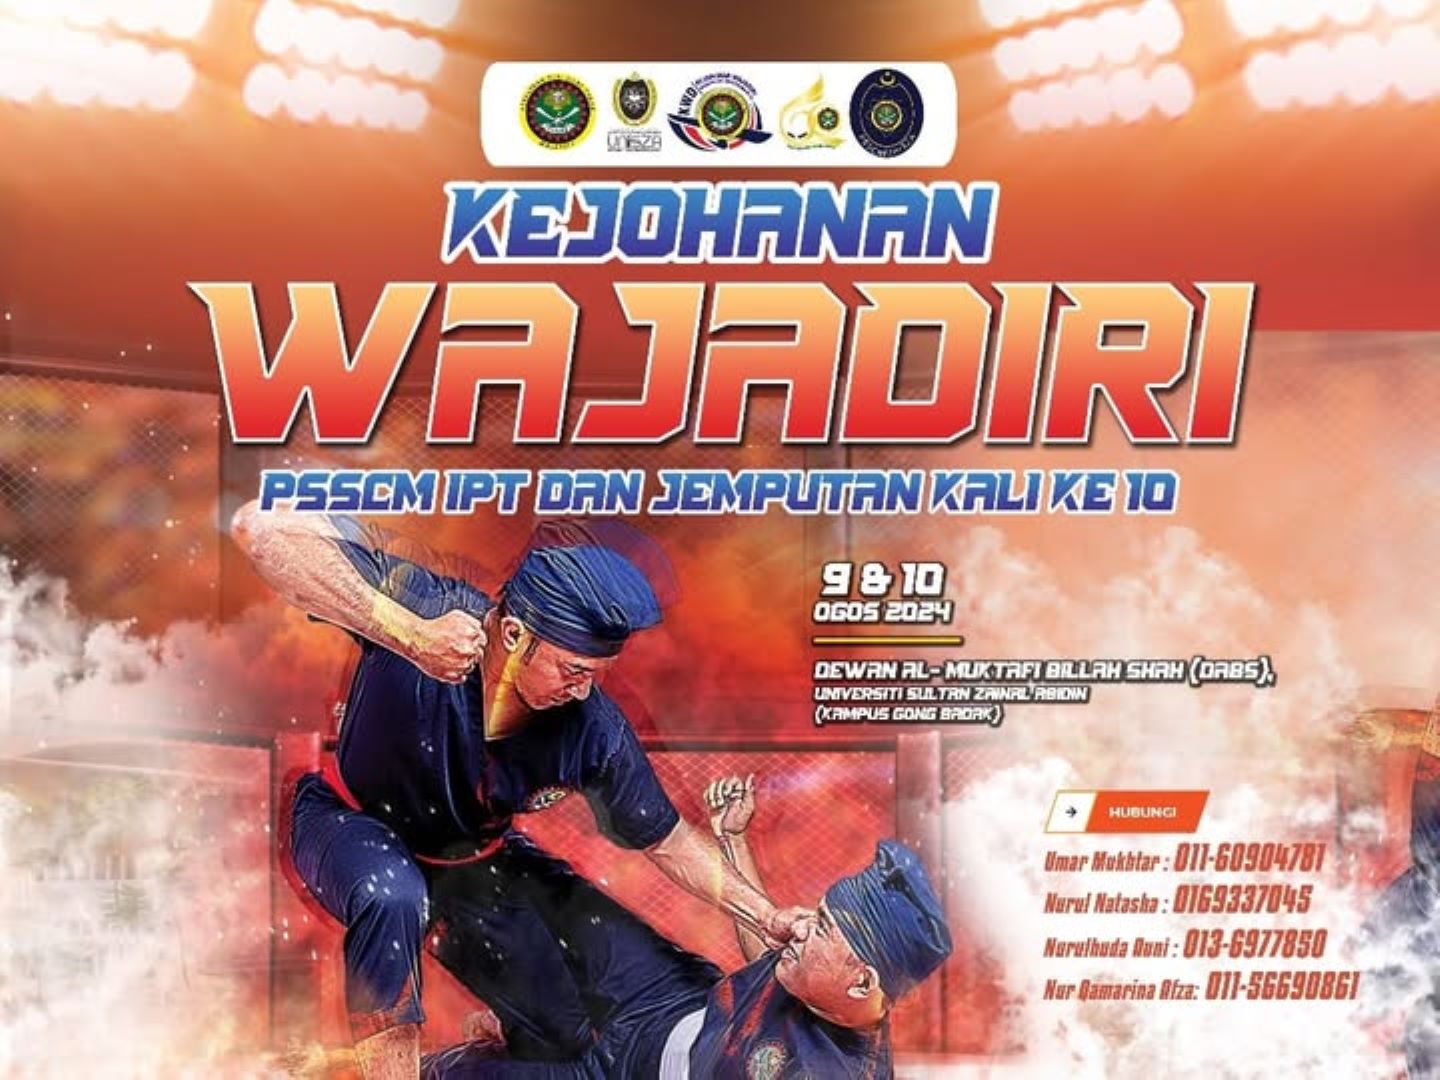 UNISZA
KWD
KEJOHANAN
WAJADIRI
PSSCM IPT DAN JEMPUTAN KALI KE 10
9 & 10
OGOS 2024
DEWAN AL- MUKTAFI BILLAH SHAH (DABS),
UNIVERSITI SULTAN ZAINAL ABIDIN
(KAMPUS GONG BADAK)
HUBUNGI
Umar Mukhtar : 011-60904781
Nurul Natasha : 0169337045
Nurulhuda Duni : 013-6977850
Nur Qamarina Afza: 011-56690861